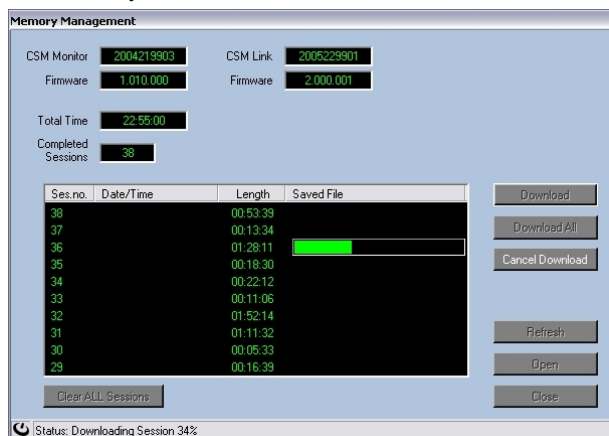 Memory Management
CSM Monitor 2004219903 CSM Link 2005229901
Firmware 1.010.000 Firmware 2.000.001
Total Time 22:55:00
Completed
Sessions 38
Ses.no. Date/Time Length Saved File
38 00:53:39
37 00:13:34
36 01:28:11
35 00:18:30
34 00:22:12
33 00:11:06
32 01:52:14
31 01:11:32
30 00:05:33
29 00:16:39
Download
Download All
Cancel Download
Refresh
Open
Close
Clear ALL Sessions
Status: Downloading Session 34%